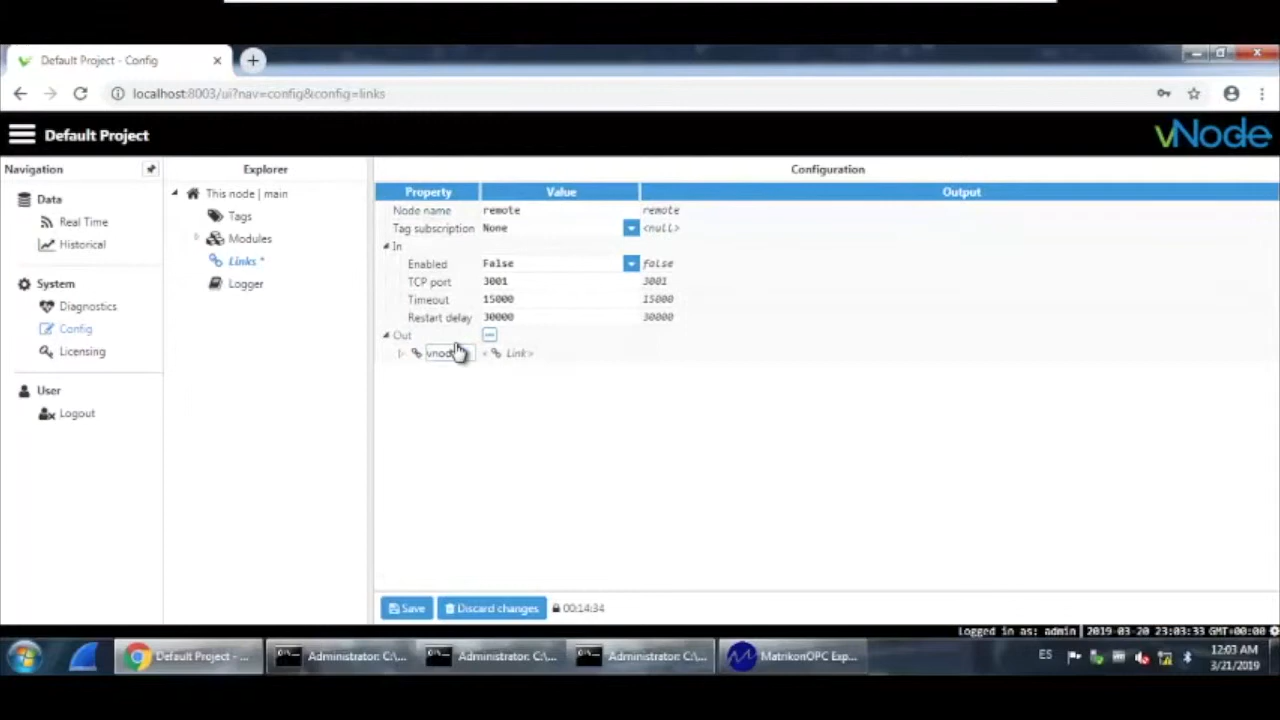 Default Project - Config
localhost:8003/ui?nav=config&config=links
Default Project
vNode
Navigation
Explorer
Configuration
Data
Real Time
Historical
System
Diagnostics
Config
Licensing
User
Logout
This node | main
Tags
Modules
Links *
Logger
Property Value Output
Node name remote remote
Tag subscription None <null>
In
Enabled False false
TCP port 3001 3001
Timeout 15000 15000
Restart delay 30000 30000
Out
< Link>
Save Discard changes 00:14:34
Logged in as: admin | 2019-03-20 23:03:33 GMT+00:00
Default Project - ...
Administrator: C:\...
Administrator: C:\...
Administrator: C:\...
MatrikonOPC Exp...
ES
12:03 AM
3/21/2019